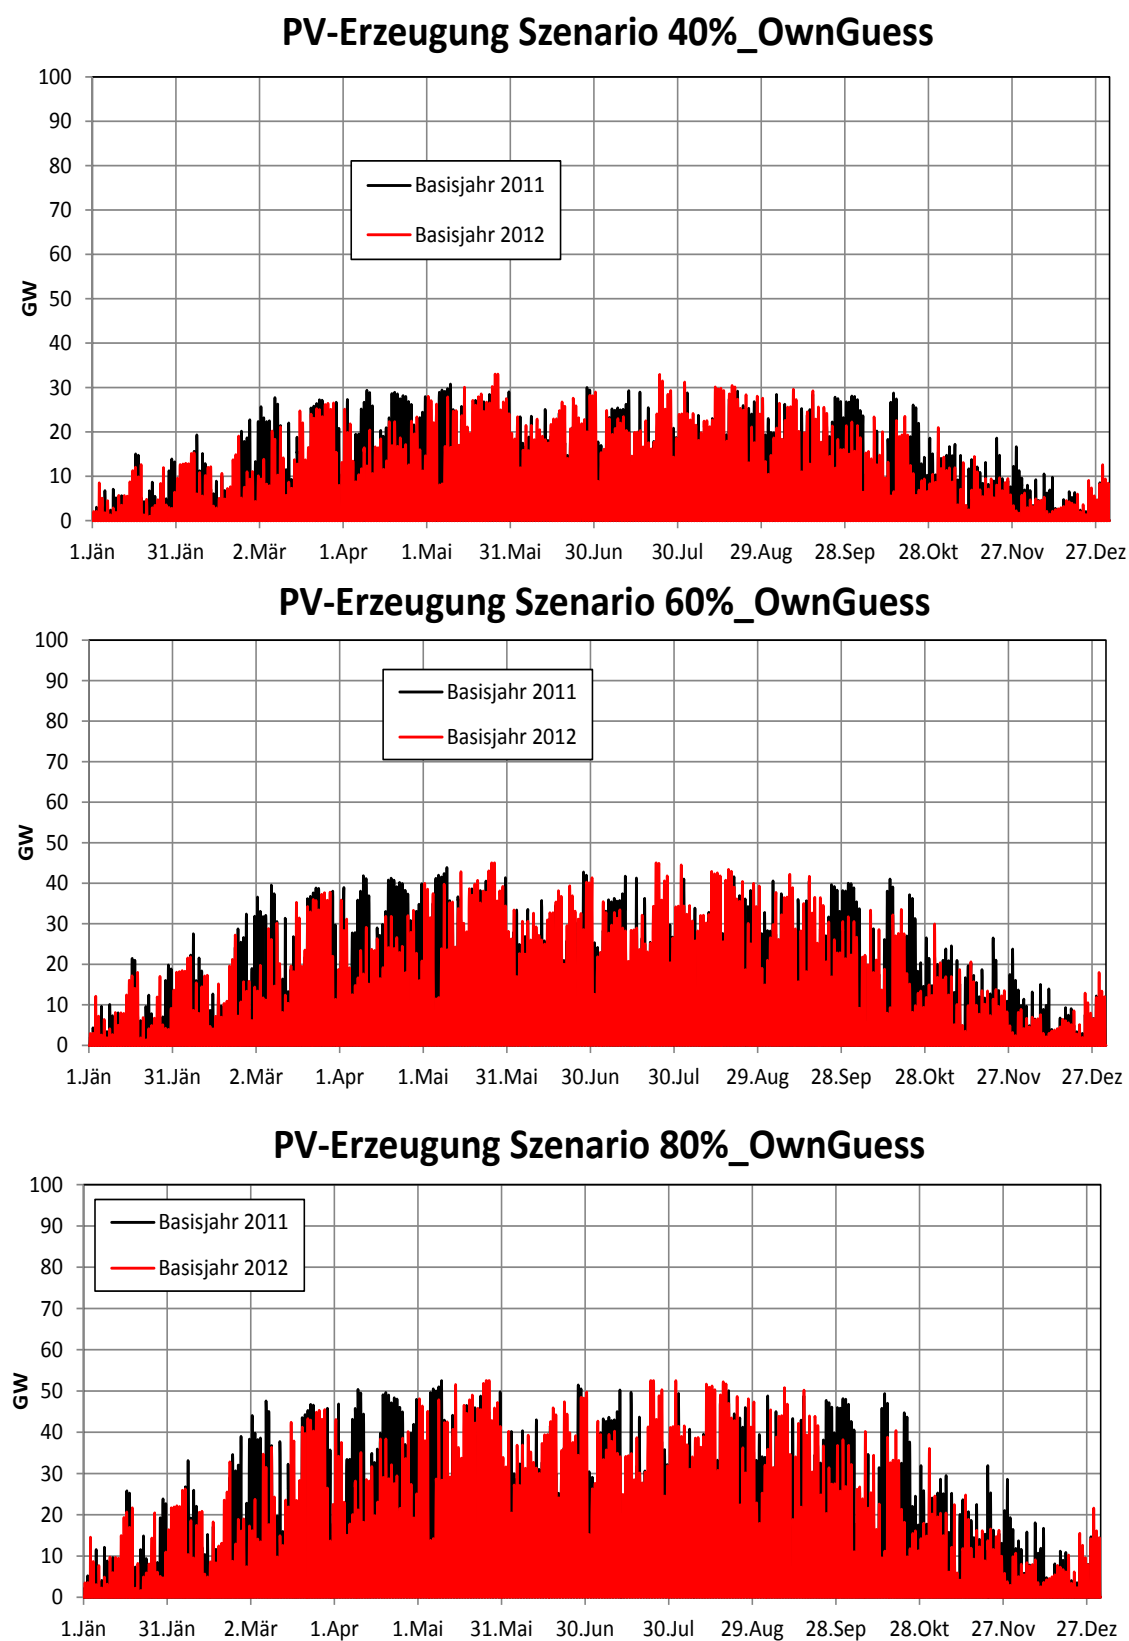 PV-Erzeugung Szenario 40%_OwnGuess
100
90
80
70
60
50
40
30
20
10
0
GW
Basisjahr 2011
Basisjahr 2012
1.Jän 31.Jän 2.Mär 1.Apr 1.Mai 31.Mai 30.Jun 30.Jul 29.Aug 28.Sep 28.Okt 27.Nov 27.Dez
PV-Erzeugung Szenario 60%_OwnGuess
100
90
80
70
60
50
40
30
20
10
0
GW
Basisjahr 2011
Basisjahr 2012
1.Jän 31.Jän 2.Mär 1.Apr 1.Mai 31.Mai 30.Jun 30.Jul 29.Aug 28.Sep 28.Okt 27.Nov 27.Dez
PV-Erzeugung Szenario 80%_OwnGuess
100
90
80
70
60
50
40
30
20
10
0
GW
Basisjahr 2011
Basisjahr 2012
1.Jän 31.Jän 2.Mär 1.Apr 1.Mai 31.Mai 30.Jun 30.Jul 29.Aug 28.Sep 28.Okt 27.Nov 27.Dez